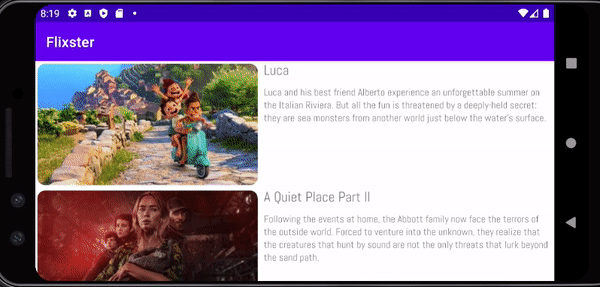 8:19
Flixster
Luca
Luca and his best friend Alberto experience an unforgettable summer on
the Italian Riviera. But all the fun is threatened by a deeply-held secret:
they are sea monsters from another world just below the water's surface.
A Quiet Place Part II
Following the events at home, the Abbott family now face the terrors of
the outside world. Forced to venture into the unknown, they realize that
the creatures that hunt by sound are not the only threats that lurk beyond
the sand path.